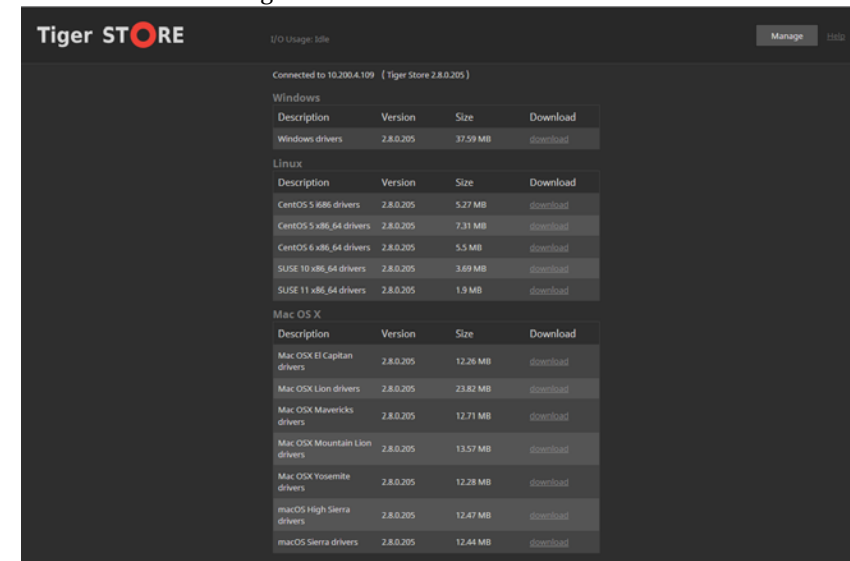 Tiger STORE
I/O Usage: Idle
Manage
Help
Connected to 10.200.4.109 ( Tiger Store 2.8.0.205 )
Windows
Description Version Size Download
Windows drivers 2.8.0.205 37.59 MB download
Linux
Description Version Size Download
CentOS 5 i686 drivers 2.8.0.205 5.27 MB download
CentOS 5 x86_64 drivers 2.8.0.205 7.31 MB download
CentOS 6 x86_64 drivers 2.8.0.205 5.5 MB download
SUSE 10 x86_64 drivers 2.8.0.205 3.69 MB download
SUSE 11 x86_64 drivers 2.8.0.205 1.9 MB download
Mac OS X
Description Version Size Download
Mac OSX El Capitan
drivers 2.8.0.205 12.26 MB download
Mac OSX Lion drivers 2.8.0.205 23.82 MB download
Mac OSX Mavericks
drivers 2.8.0.205 12.71 MB download
Mac OSX Mountain Lion
drivers 2.8.0.205 13.57 MB download
Mac OSX Yosemite
drivers 2.8.0.205 12.28 MB download
macOS High Sierra
drivers 2.8.0.205 12.47 MB download
macOS Sierra drivers 2.8.0.205 12.44 MB download